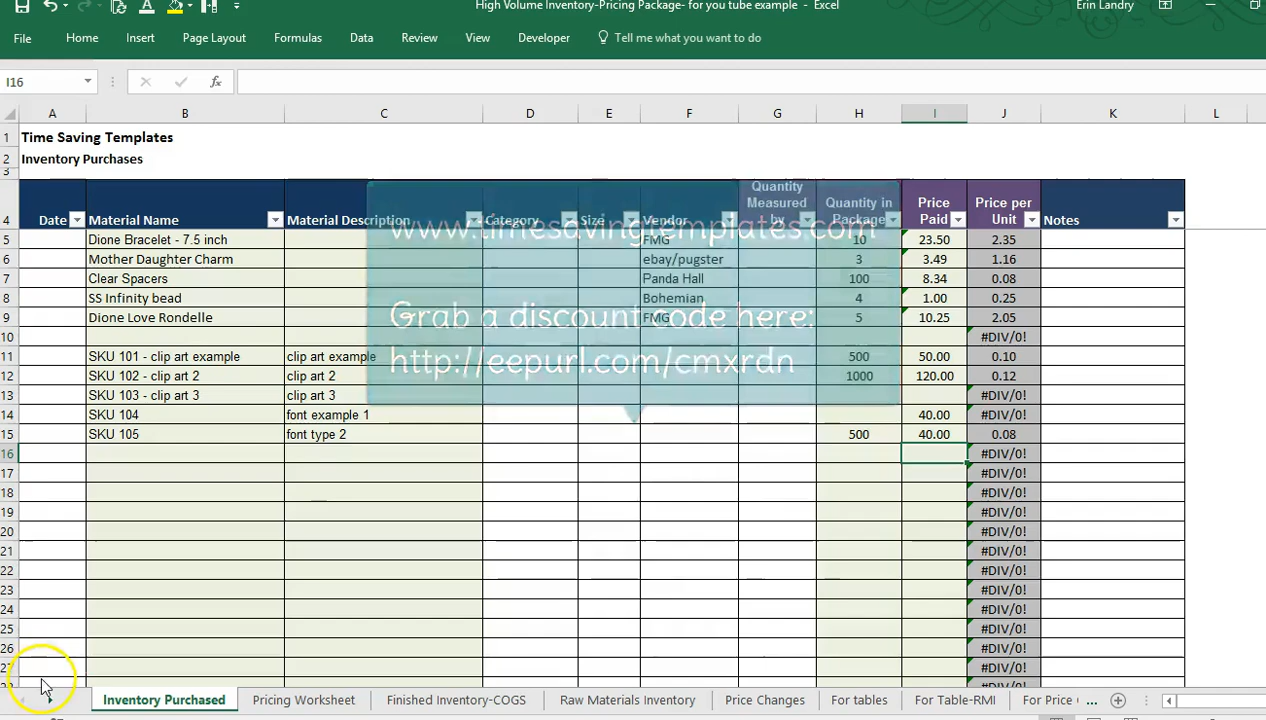 High Volume Inventory-Pricing Package- for you tube example - Excel
Erin Landry
File Home Insert Page Layout Formulas Data Review View Developer Tell me what you want to do
I16 fx
A B C D E F G H I J K L
1 Time Saving Templates
2 Inventory Purchases
3
4 Date Material Name Material Description Category Size Vendor Quantity Measured by Quantity in Package Price Paid Price per Unit Notes
www.timesavingtemplates.com
5 Dione Bracelet - 7.5 inch FMG 10 23.50 2.35
6 Mother Daughter Charm ebay/pugster 3 3.49 1.16
7 Clear Spacers Panda Hall 100 8.34 0.08
8 SS Infinity bead Bohemian 4 1.00 0.25
9 Dione Love Rondelle FMG 5 10.25 2.05
Grab a discount code here:
http://eepurl.com/cmxrdn
10 #DIV/0!
11 SKU 101 - clip art example clip art example 500 50.00 0.10
12 SKU 102 - clip art 2 clip art 2 1000 120.00 0.12
13 SKU 103 - clip art 3 clip art 3 #DIV/0!
14 SKU 104 font example 1 40.00 #DIV/0!
15 SKU 105 font type 2 500 40.00 0.08
16 #DIV/0!
17 #DIV/0!
18 #DIV/0!
19 #DIV/0!
20 #DIV/0!
21 #DIV/0!
22 #DIV/0!
23 #DIV/0!
24 #DIV/0!
25 #DIV/0!
26 #DIV/0!
27 #DIV/0!
Inventory Purchased Pricing Worksheet Finished Inventory-COGS Raw Materials Inventory Price Changes For tables For Table-RMI For Price ...